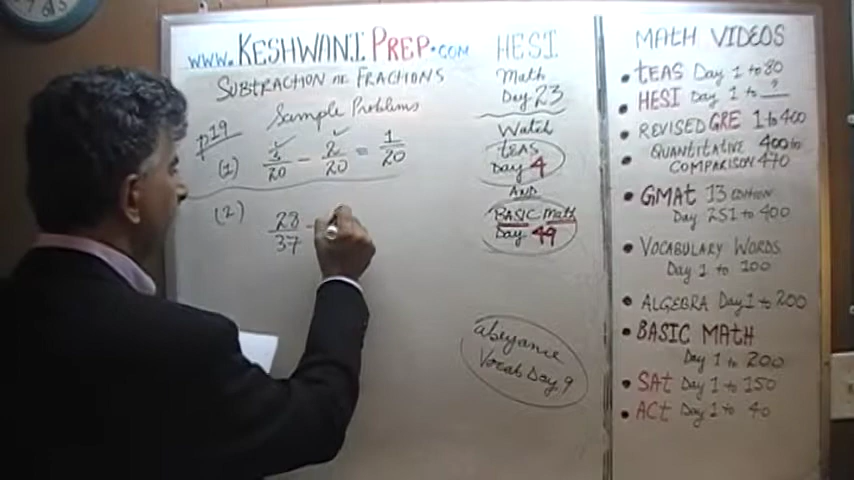 www.KESHWANI PREP.com
SUBTRACTION OF FRACTIONS
Sample Problems
p19
(1) 3/20 − 2/20 = 1/20
(2) 28/37 −
HESI
Math
Day 23
Watch
TEAS
Day 4
AND
BASIC Math
Day 49
abeyance
Vocab Day 9
MATH VIDEOS
• TEAS Day 1 to 80
• HESI Day 1 to ?
• REVISED GRE 1 to 400
• QUANTITATIVE 400 to
COMPARISON 470
• GMAT 13 EDITION
Day 251 to 400
• VOCABULARY WORDS
Day 1 to 100
• ALGEBRA Day 1 to 200
• BASIC MATH
Day 1 to 200
• SAT Day 1 to 150
• ACT Day 1 to 40